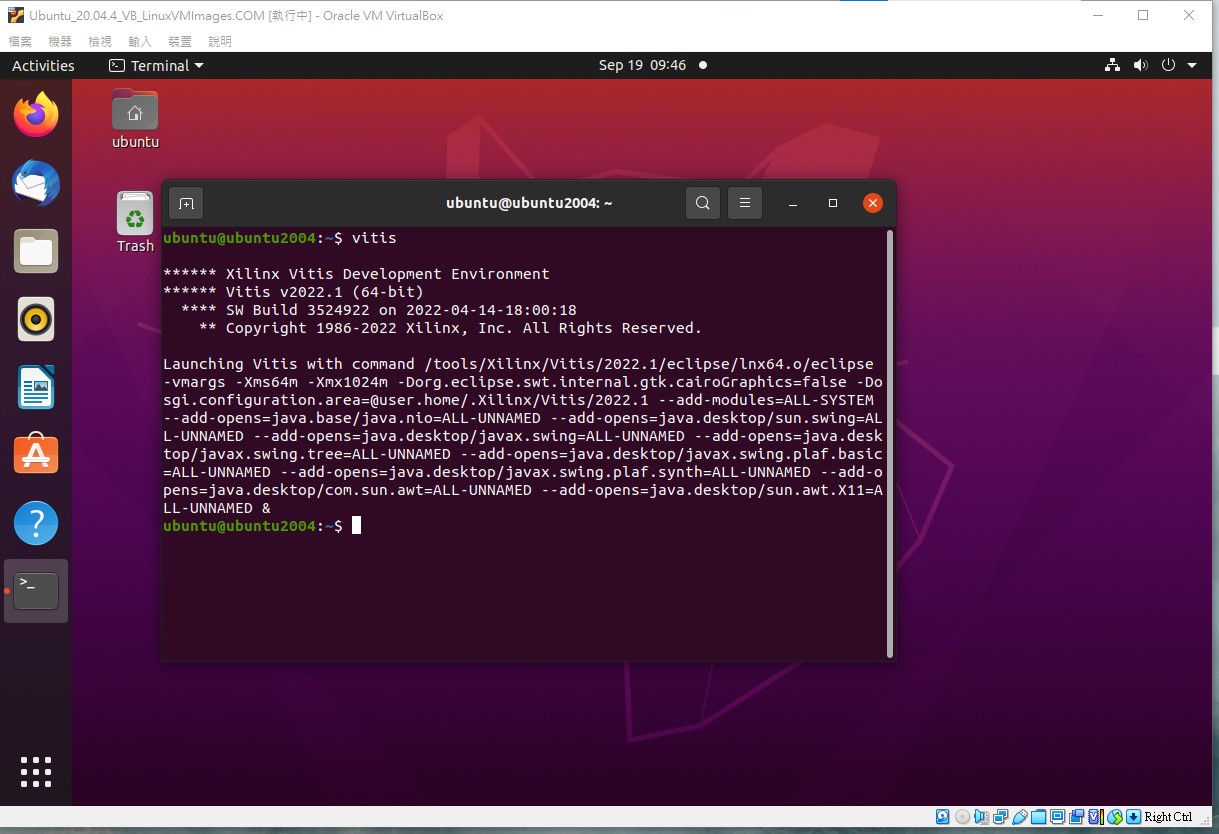 Ubuntu_20.04.4_VB_LinuxVMImages.COM [執行中] - Oracle VM VirtualBox
檔案 機器 檢視 輸入 裝置 說明
Activities Terminal Sep 19 09:46
ubuntu
Trash
ubuntu@ubuntu2004: ~
ubuntu@ubuntu2004:~$ vitis
****** Xilinx Vitis Development Environment
****** Vitis v2022.1 (64-bit)
**** SW Build 3524922 on 2022-04-14-18:00:18
** Copyright 1986-2022 Xilinx, Inc. All Rights Reserved.
Launching Vitis with command /tools/Xilinx/Vitis/2022.1/eclipse/lnx64.o/eclipse
-vmargs -Xms64m -Xmx1024m -Dorg.eclipse.swt.internal.gtk.cairoGraphics=false -Do
sgi.configuration.area=@user.home/.Xilinx/Vitis/2022.1 --add-modules=ALL-SYSTEM
--add-opens=java.base/java.nio=ALL-UNNAMED --add-opens=java.desktop/sun.swing=AL
L-UNNAMED --add-opens=java.desktop/javax.swing=ALL-UNNAMED --add-opens=java.desk
top/javax.swing.tree=ALL-UNNAMED --add-opens=java.desktop/javax.swing.plaf.basic
=ALL-UNNAMED --add-opens=java.desktop/javax.swing.plaf.synth=ALL-UNNAMED --add-o
pens=java.desktop/com.sun.awt=ALL-UNNAMED --add-opens=java.desktop/sun.awt.X11=A
LL-UNNAMED &
ubuntu@ubuntu2004:~$
Right Ctrl